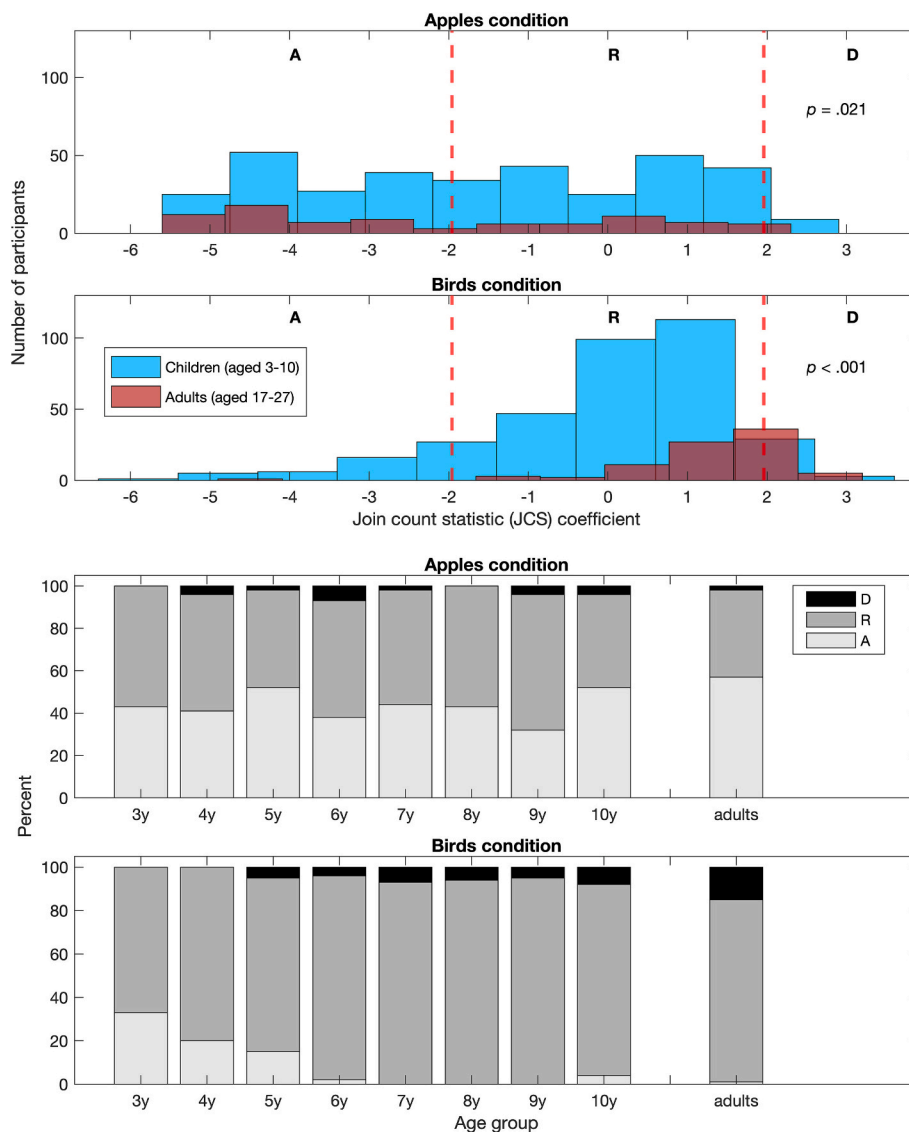 Apples condition
A R D
100
50
0
p = .021
-6 -5 -4 -3 -2 -1 0 1 2 3
Number of participants
Birds condition
A R D
100
50
0
Children (aged 3-10)
Adults (aged 17-27)
p < .001
-6 -5 -4 -3 -2 -1 0 1 2 3
Join count statistic (JCS) coefficient
Apples condition
100
80
60
40
20
0
D
R
A
3y 4y 5y 6y 7y 8y 9y 10y adults
Percent
Birds condition
100
80
60
40
20
0
3y 4y 5y 6y 7y 8y 9y 10y adults
Age group